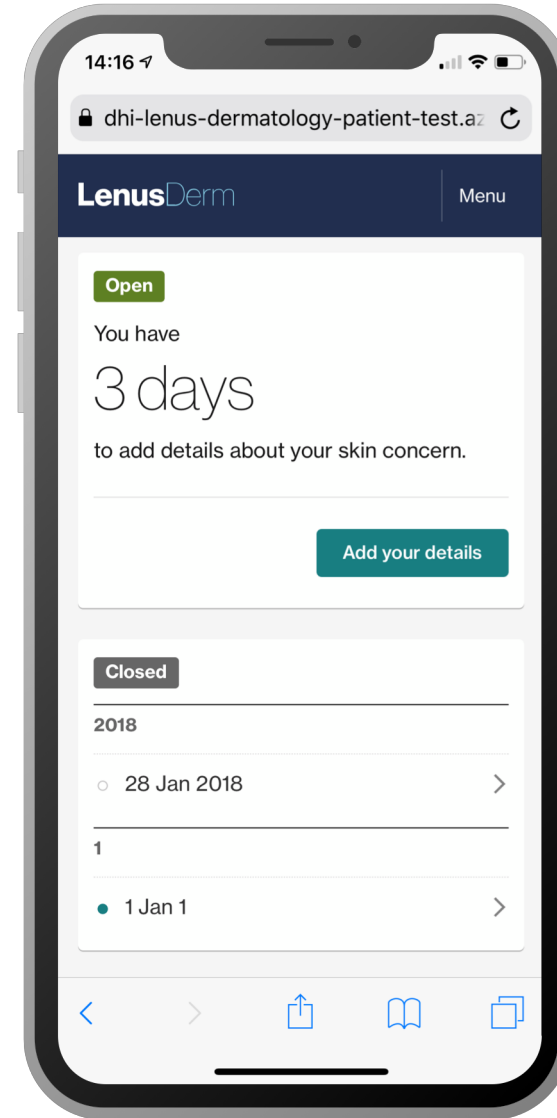 14:16
dhi-lenus-dermatology-patient-test.az
LenusDerm
Menu
Open
You have
3 days
to add details about your skin concern.
Add your details
Closed
2018
28 Jan 2018
1
1 Jan 1